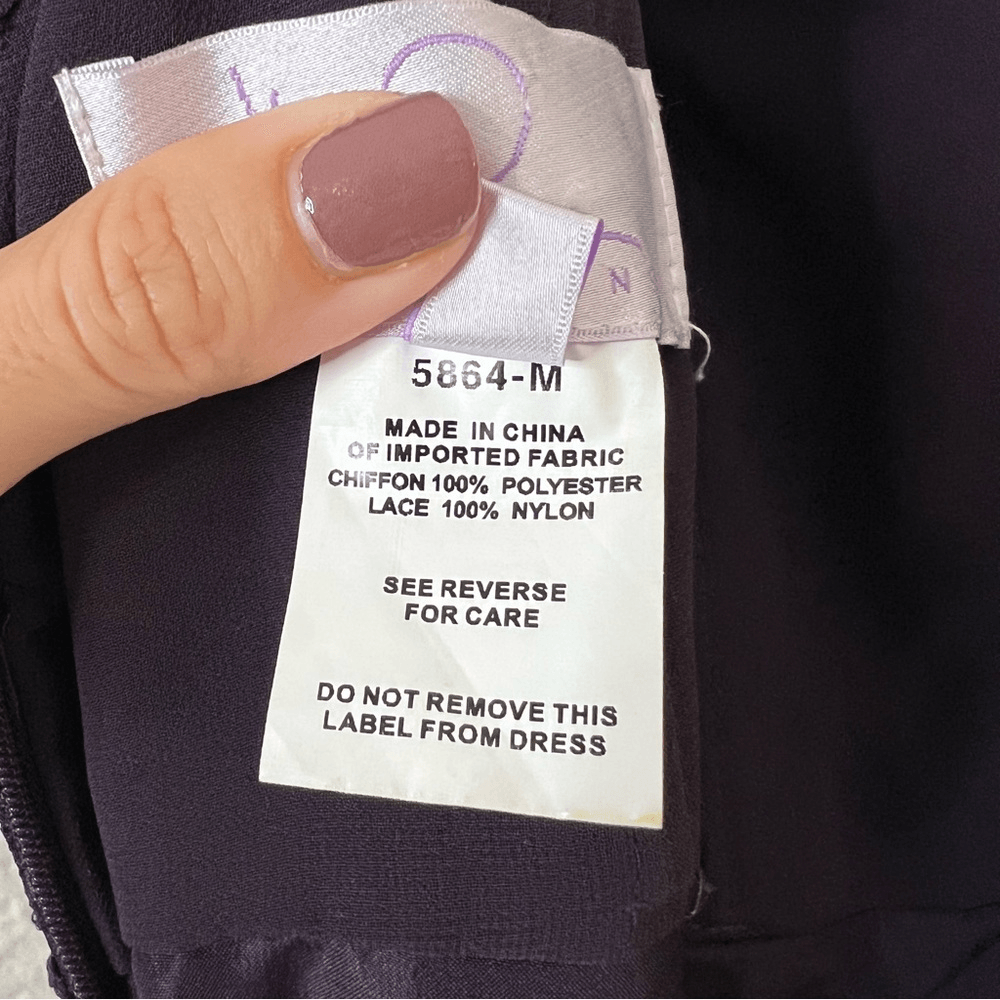 N
5864-M
MADE IN CHINA
OF IMPORTED FABRIC
CHIFFON 100% POLYESTER
LACE 100% NYLON
SEE REVERSE
FOR CARE
DO NOT REMOVE THIS
LABEL FROM DRESS